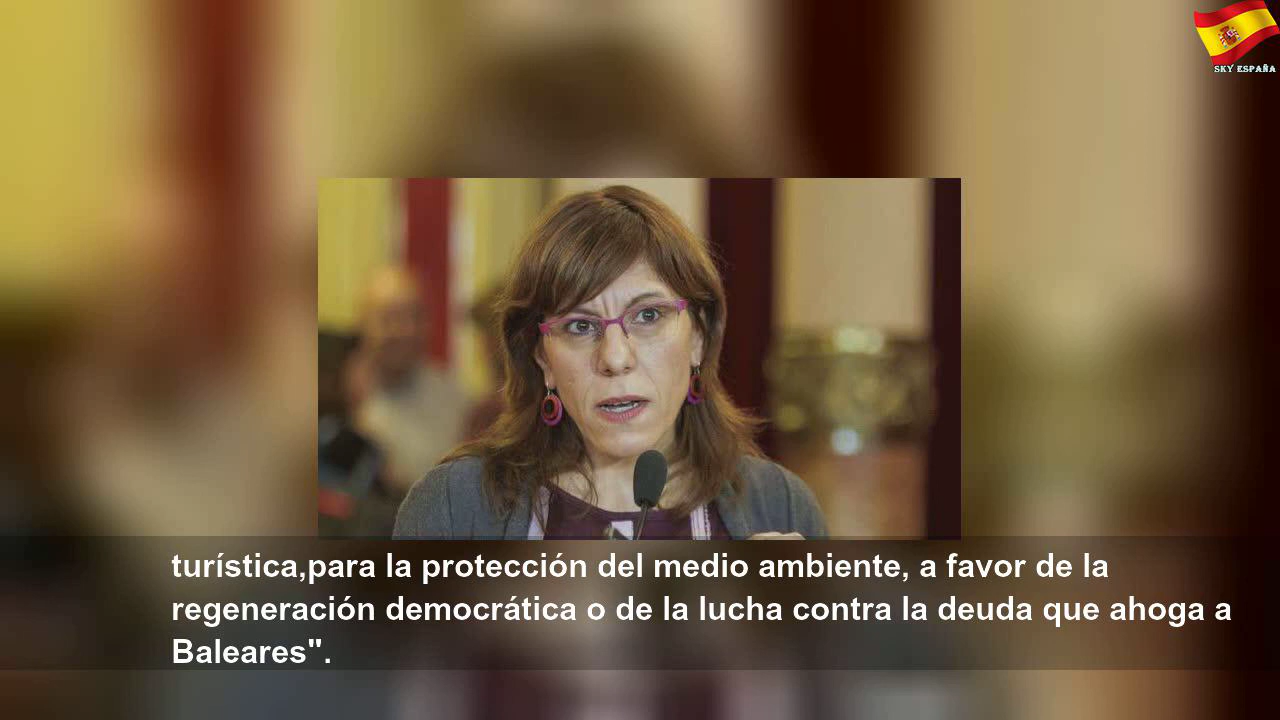 SKY ESPAÑA
turística,para la protección del medio ambiente, a favor de la
regeneración democrática o de la lucha contra la deuda que ahoga a
Baleares".